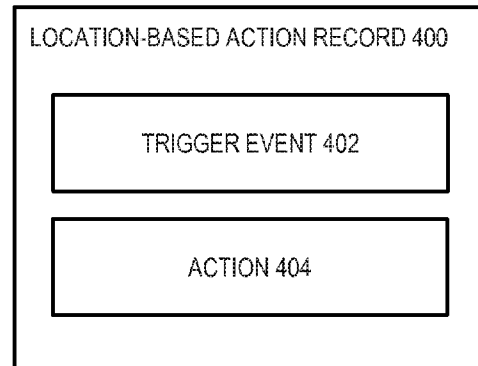 LOCATION-BASED ACTION RECORD 400
TRIGGER EVENT 402
ACTION 404